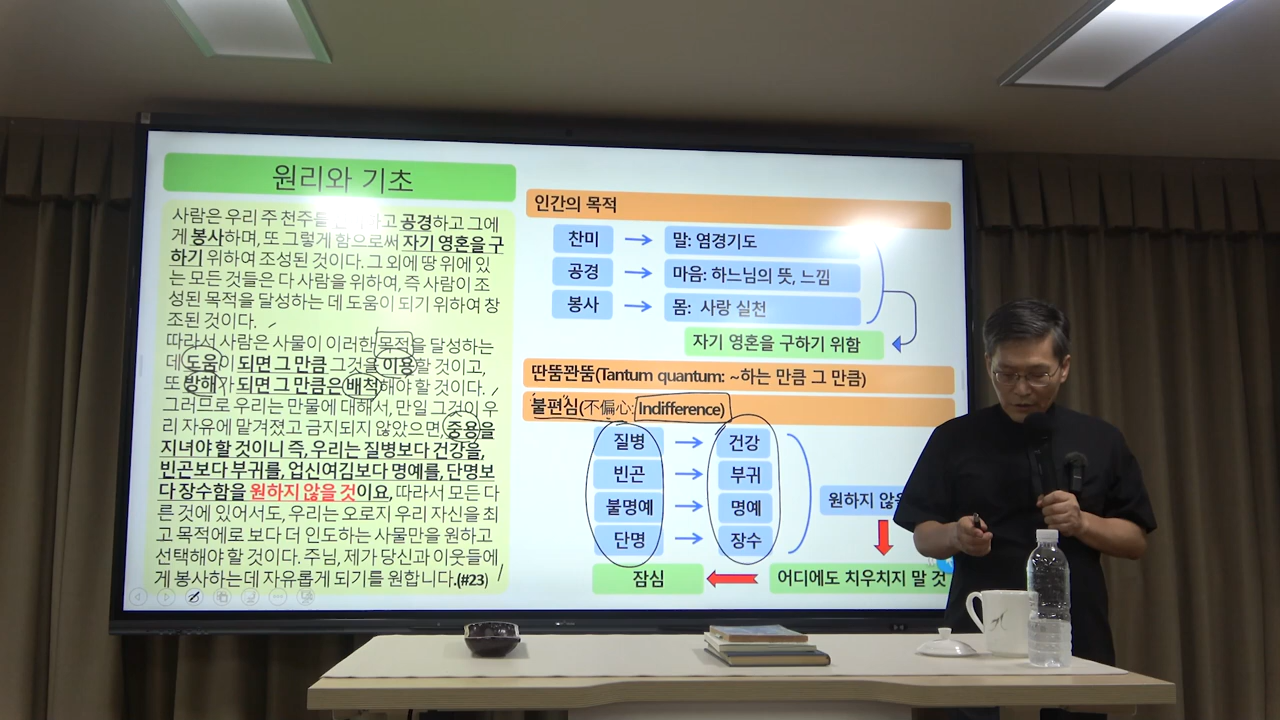 원리와 기초
사람은 우리 주 천주를 하고 공경하고 그에
게 봉사하며, 또 그렇게 함으로써 자기 영혼을 구
하기 위하여 조성된 것이다. 그 외에 땅 위에 있
는 모든 것들은 다 사람을 위하여, 즉 사람이 조
성된 목적을 달성하는 데 도움이 되기 위하여 창
조된 것이다.
따라서 사람은 사물이 이러한 목적을 달성하는
데 도움이 되면 그 만큼 그것을 이용할 것이고,
또 방해가 되면 그 만큼은 배척해야 할 것이다.
그러므로 우리는 만물에 대해서, 만일 그것이 우
리 자유에 맡겨졌고 금지되지 않았으면, 중용을
지녀야 할 것이니 즉, 우리는 질병보다 건강을,
빈곤보다 부귀를, 업신여김보다 명예를, 단명보
다 장수함을 원하지 않을 것이요, 따라서 모든 다
른 것에 있어서도, 우리는 오로지 우리 자신을 최
고 목적에로 보다 더 인도하는 사물만을 원하고
선택해야 할 것이다. 주님, 제가 당신과 이웃들에
게 봉사하는데 자유롭게 되기를 원합니다.(#23)
인간의 목적
찬미 → 말: 염경기도
공경 → 마음: 하느님의 뜻, 느낌
봉사 → 몸: 사랑 실천
자기 영혼을 구하기 위함
딴뚬꽌뚬(Tantum quantum: ~하는 만큼 그 만큼)
불편심(不偏心: Indifference)
질병 → 건강
빈곤 → 부귀
불명예 → 명예
단명 → 장수
원하지 않을
잠심
어디에도 치우치지 말 것